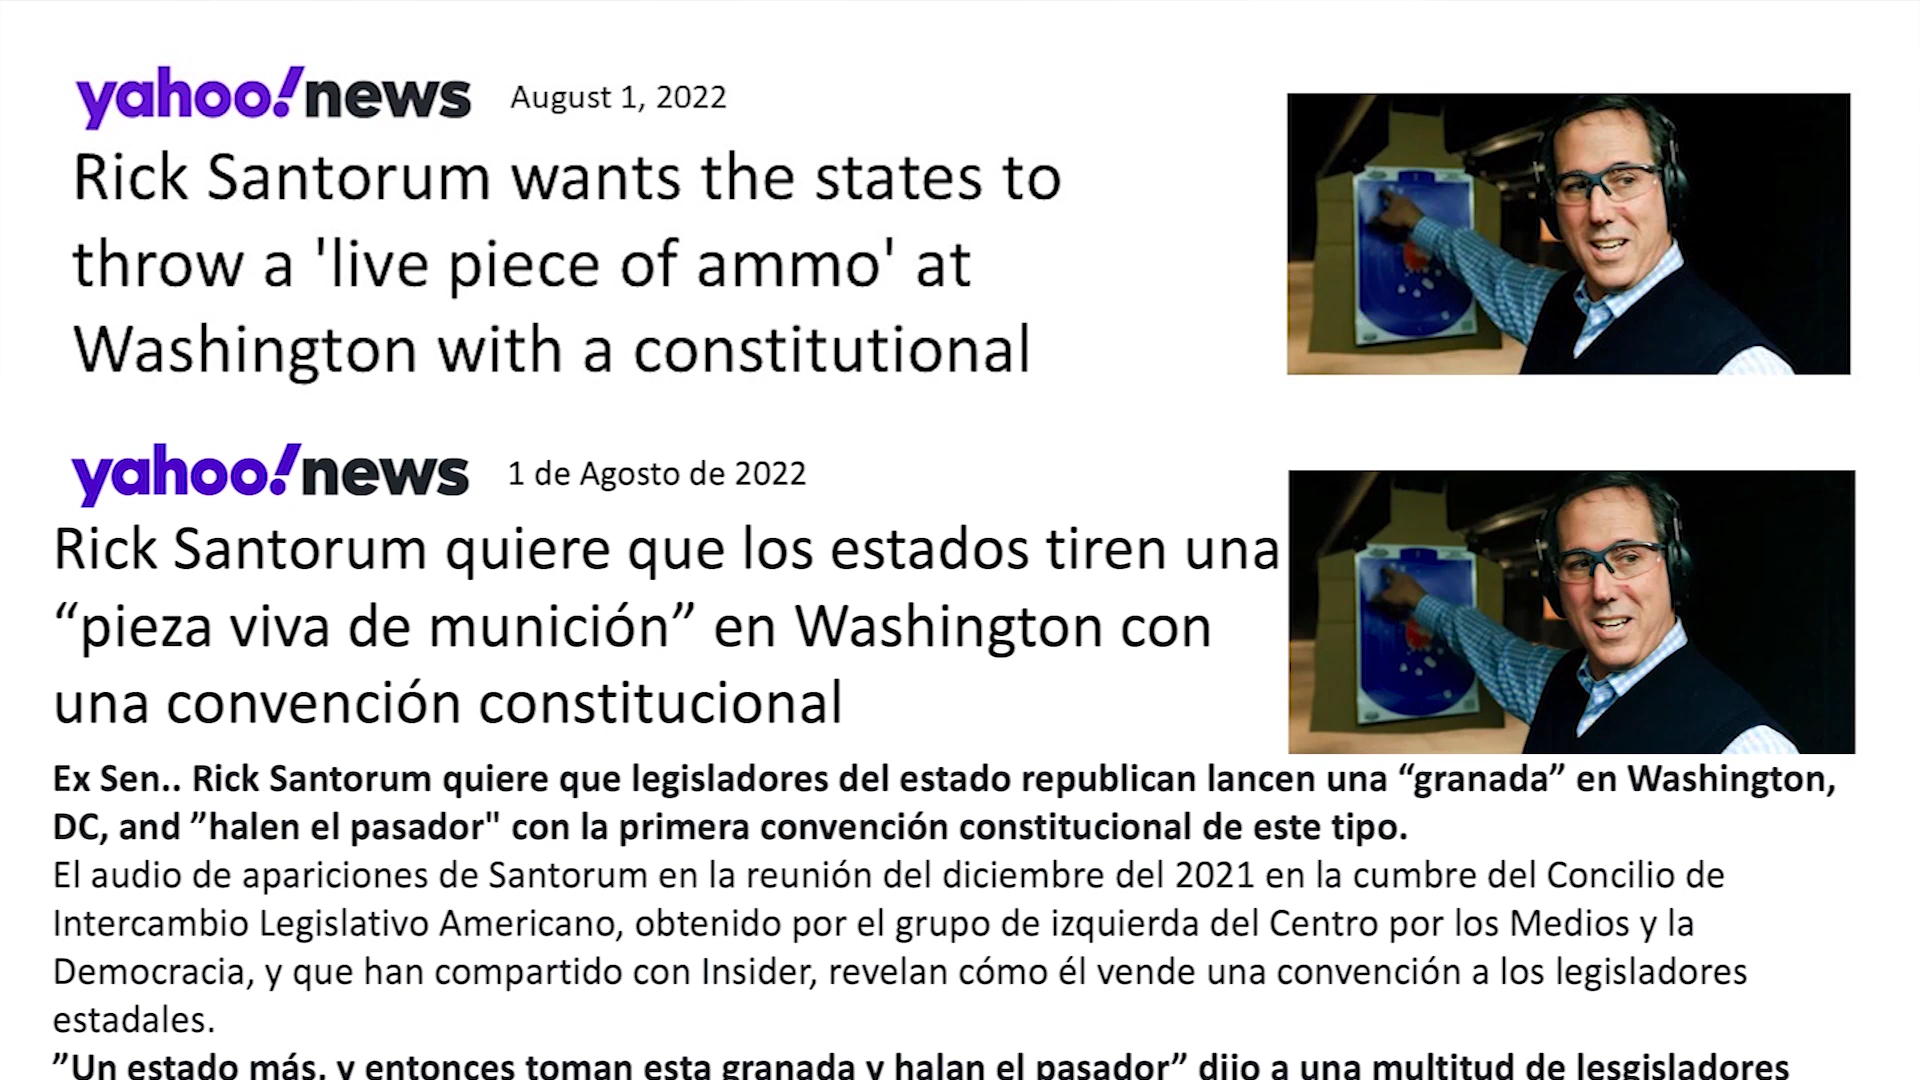 yahoo!news August 1, 2022
Rick Santorum wants the states to
throw a 'live piece of ammo' at
Washington with a constitutional
yahoo!news 1 de Agosto de 2022
Rick Santorum quiere que los estados tiren una
“pieza viva de munición” en Washington con
una convención constitucional
Ex Sen.. Rick Santorum quiere que legisladores del estado republican lancen una “granada” en Washington,
DC, and ”halen el pasador" con la primera convención constitucional de este tipo.
El audio de apariciones de Santorum en la reunión del diciembre del 2021 en la cumbre del Concilio de
Intercambio Legislativo Americano, obtenido por el grupo de izquierda del Centro por los Medios y la
Democracia, y que han compartido con Insider, revelan cómo él vende una convención a los legisladores
estadales.
”Un estado más, y entonces toman esta granada y halan el pasador” dijo a una multitud de lesgisladores